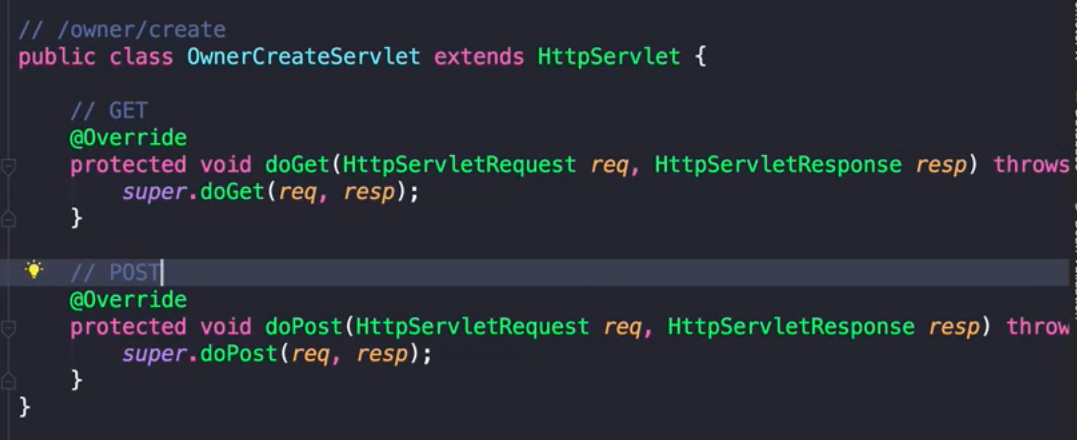 // /owner/create
public class OwnerCreateServlet extends HttpServlet {
// GET
@Override
protected void doGet(HttpServletRequest req, HttpServletResponse resp) throws
super.doGet(req, resp);
}
// POST
@Override
protected void doPost(HttpServletRequest req, HttpServletResponse resp) throw
super.doPost(req, resp);
}
}